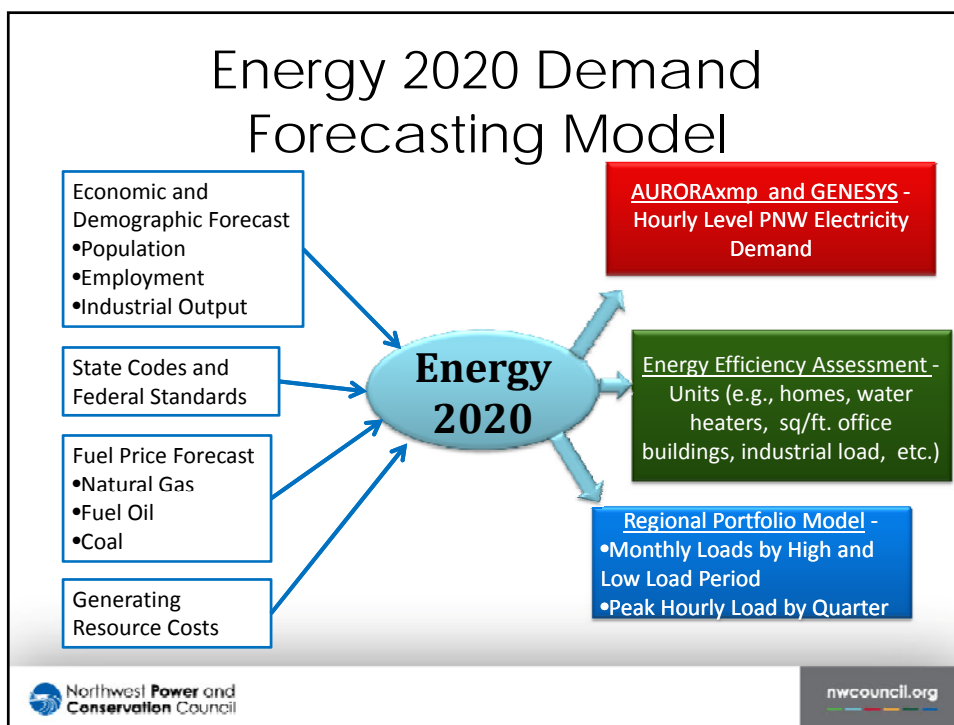 Energy 2020 Demand
Forecasting Model
Economic and
Demographic Forecast
•Population
•Employment
•Industrial Output
State Codes and
Federal Standards
Fuel Price Forecast
•Natural Gas
•Fuel Oil
•Coal
Generating
Resource Costs
Energy
2020
AURORAxmp and GENESYS -
Hourly Level PNW Electricity
Demand
Energy Efficiency Assessment -
Units (e.g., homes, water
heaters, sq/ft. office
buildings, industrial load, etc.)
Regional Portfolio Model -
•Monthly Loads by High and
Low Load Period
•Peak Hourly Load by Quarter
Northwest Power and
Conservation Council
nwcouncil.org